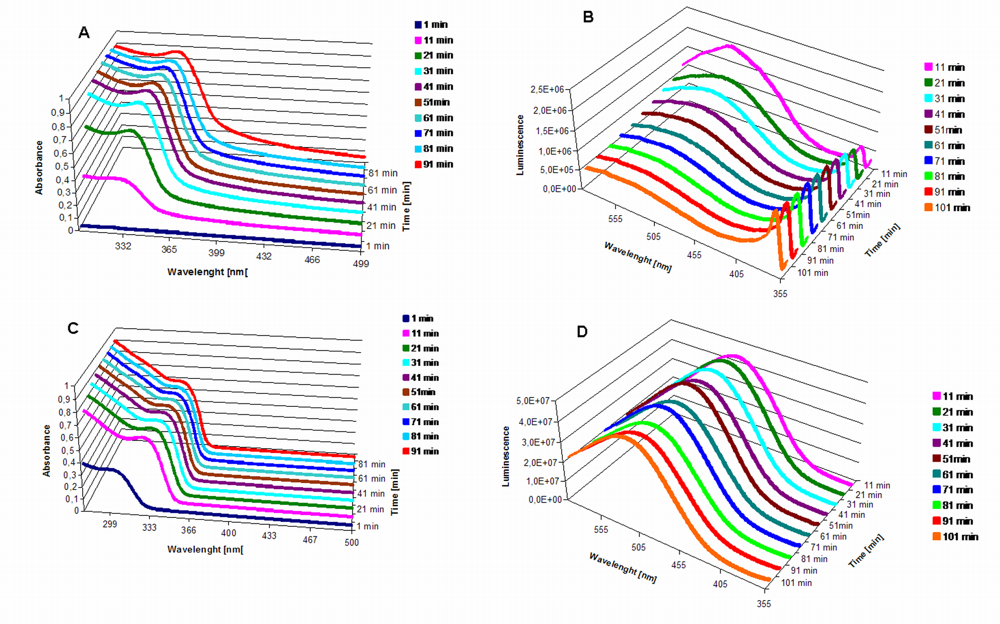 A
1 min
11 min
21 min
31 min
41 min
51min
61 min
71 min
81 min
91 min
Absorbance
1
0,9
0,8
0,7
0,6
0,5
0,4
0,3
0,2
0,1
0
332
365
399
432
466
499
Wavelenght [nm[
81 min
61 min
41 min
21 min
1 min
Time [min]
B
11 min
21 min
31 min
41 min
51min
61 min
71 min
81 min
91 min
101 min
Luminescence
2,5E+06
2,0E+06
1,5E+06
1,0E+06
5,0E+05
0,0E+00
555
505
455
405
355
Wavelenght [nm]
11 min
21 min
31 min
41 min
51min
61 min
71 min
81 min
91 min
101 min
Time [min]
C
1 min
11 min
21 min
31 min
41 min
51min
61 min
71 min
81 min
91 min
Absorbance
1
0,9
0,8
0,7
0,6
0,5
0,4
0,3
0,2
0,1
0
299
333
366
400
433
467
500
Wavelenght [nm[
81 min
61 min
41 min
21 min
1 min
Time [min]
D
11 min
21 min
31 min
41 min
51min
61 min
71 min
81 min
91 min
101 min
Luminescence
5,0E+07
4,0E+07
3,0E+07
2,0E+07
1,0E+07
0,0E+00
555
505
455
405
355
Wavelenght [nm]
11 min
21 min
31 min
41 min
51min
61 min
71 min
81 min
91 min
101 min
Time [min]